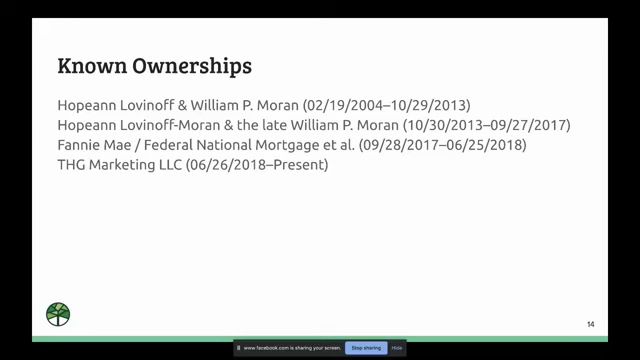 Known Ownerships
Hopeann Lovinoff & William P. Moran (02/19/2004–10/29/2013)
Hopeann Lovinoff-Moran & the late William P. Moran (10/30/2013–09/27/2017)
Fannie Mae / Federal National Mortgage et al. (09/28/2017–06/25/2018)
THG Marketing LLC (06/26/2018–Present)
14
www.facebook.com is sharing your screen. Stop sharing Hide